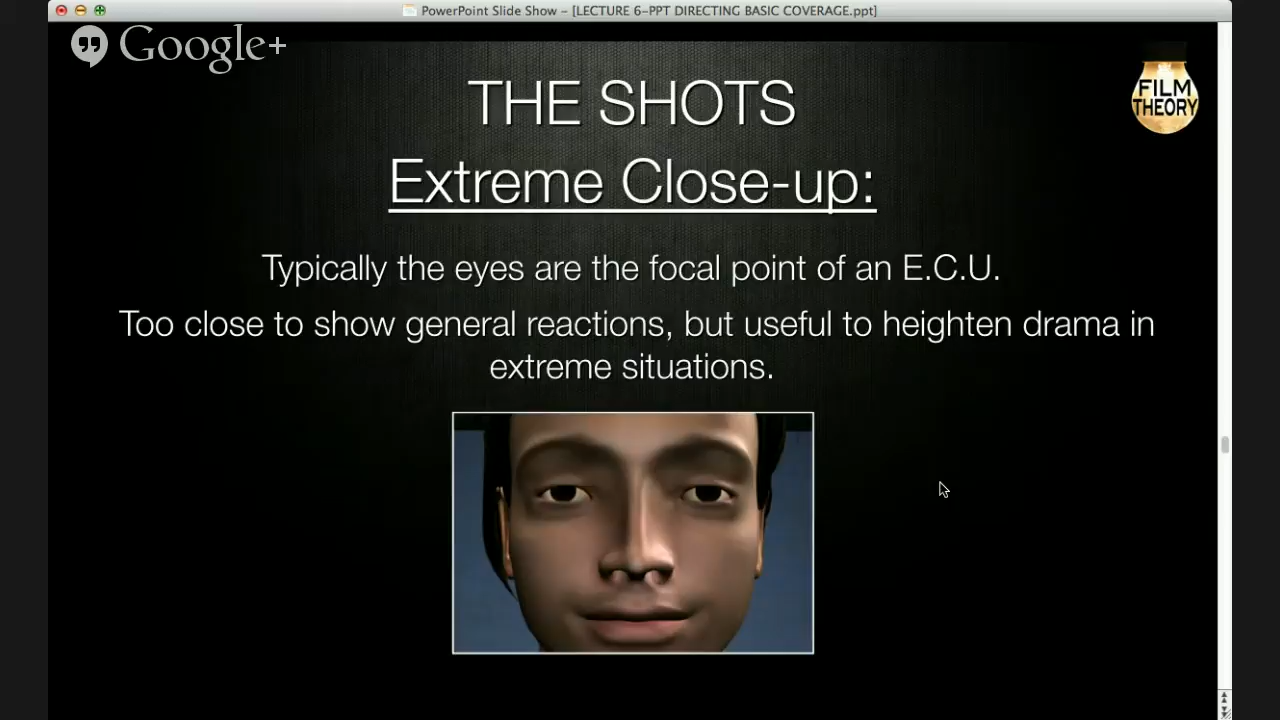 PowerPoint Slide Show – [LECTURE 6-PPT DIRECTING BASIC COVERAGE.ppt]
Google+
FILM
THEORY
THE SHOTS
Extreme Close-up:
Typically the eyes are the focal point of an E.C.U.
Too close to show general reactions, but useful to heighten drama in
extreme situations.